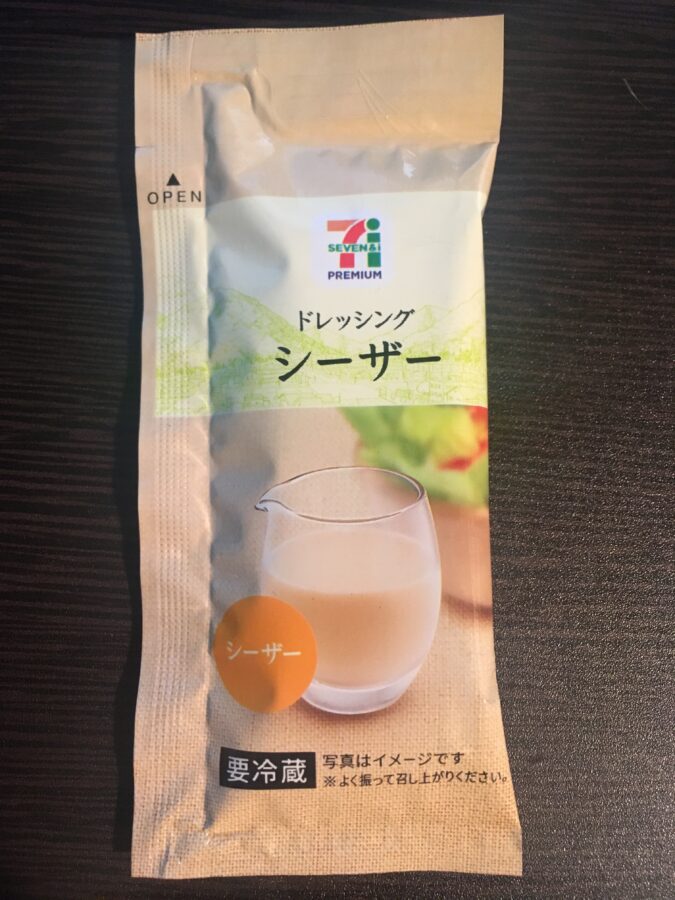 ▲
OPEN
SEVEN&i
PREMIUM
ドレッシング
シーザー
シーザー
要冷蔵
写真はイメージです
※よく振って召し上がりください。